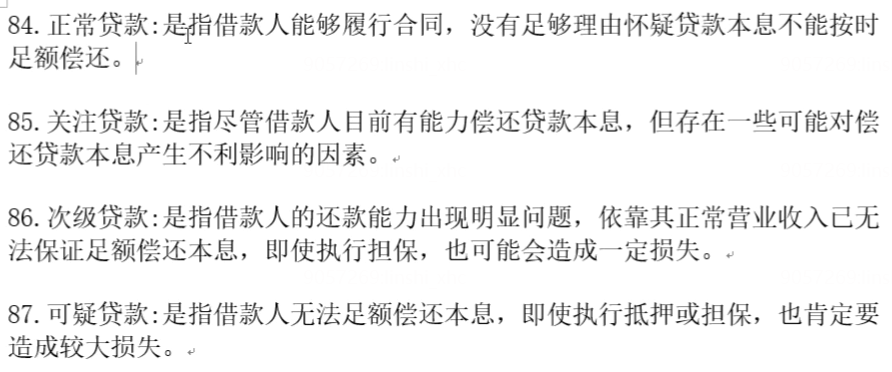 84.正常贷款:是指借款人能够履行合同，没有足够理由怀疑贷款本息不能按时
足额偿还。
85.关注贷款:是指尽管借款人目前有能力偿还贷款本息，但存在一些可能对偿
还贷款本息产生不利影响的因素。
86.次级贷款:是指借款人的还款能力出现明显问题，依靠其正常营业收入已无
法保证足额偿还本息，即使执行担保，也可能会造成一定损失。
87.可疑贷款:是指借款人无法足额偿还本息，即使执行抵押或担保，也肯定要
造成较大损失。